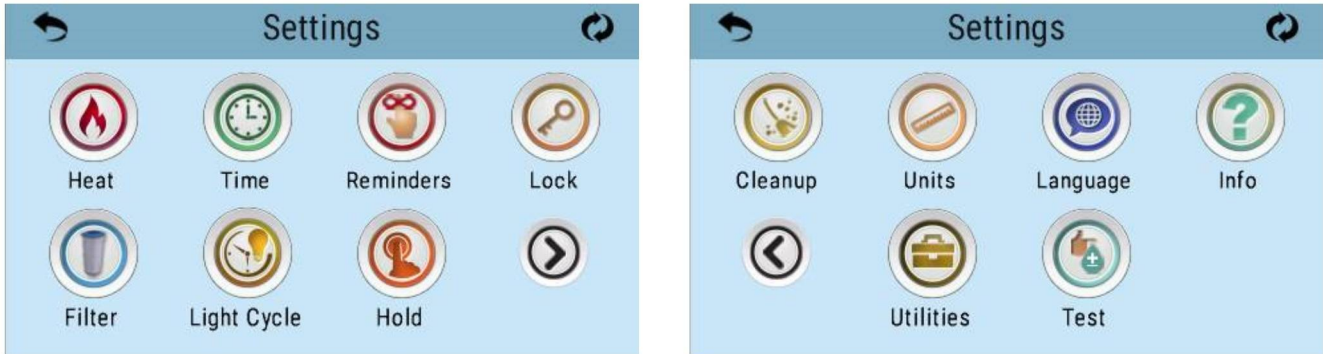 Settings
Heat Time Reminders Lock
Filter Light Cycle Hold
Settings
Cleanup Units Language Info
Utilities Test